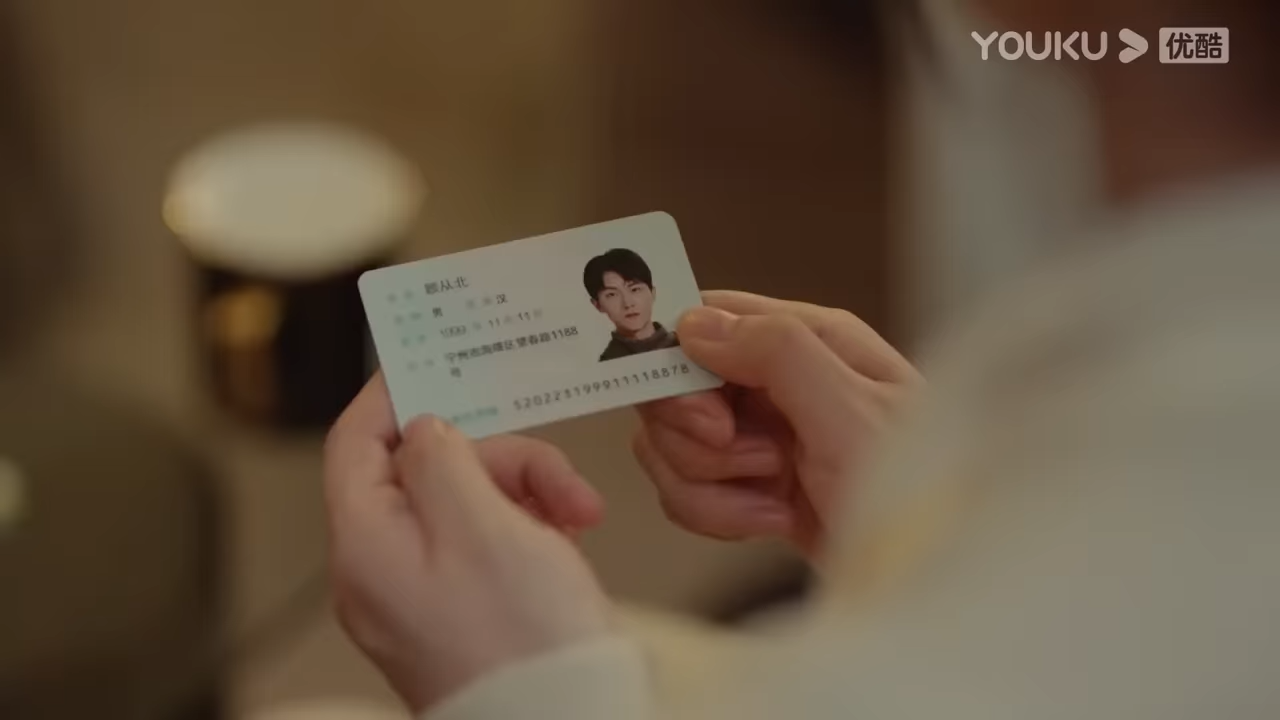 YOUKU 优酷
顾从北
男 汉
1999 11 11
宁州市海曙区望春路1188
号
520223199911118878